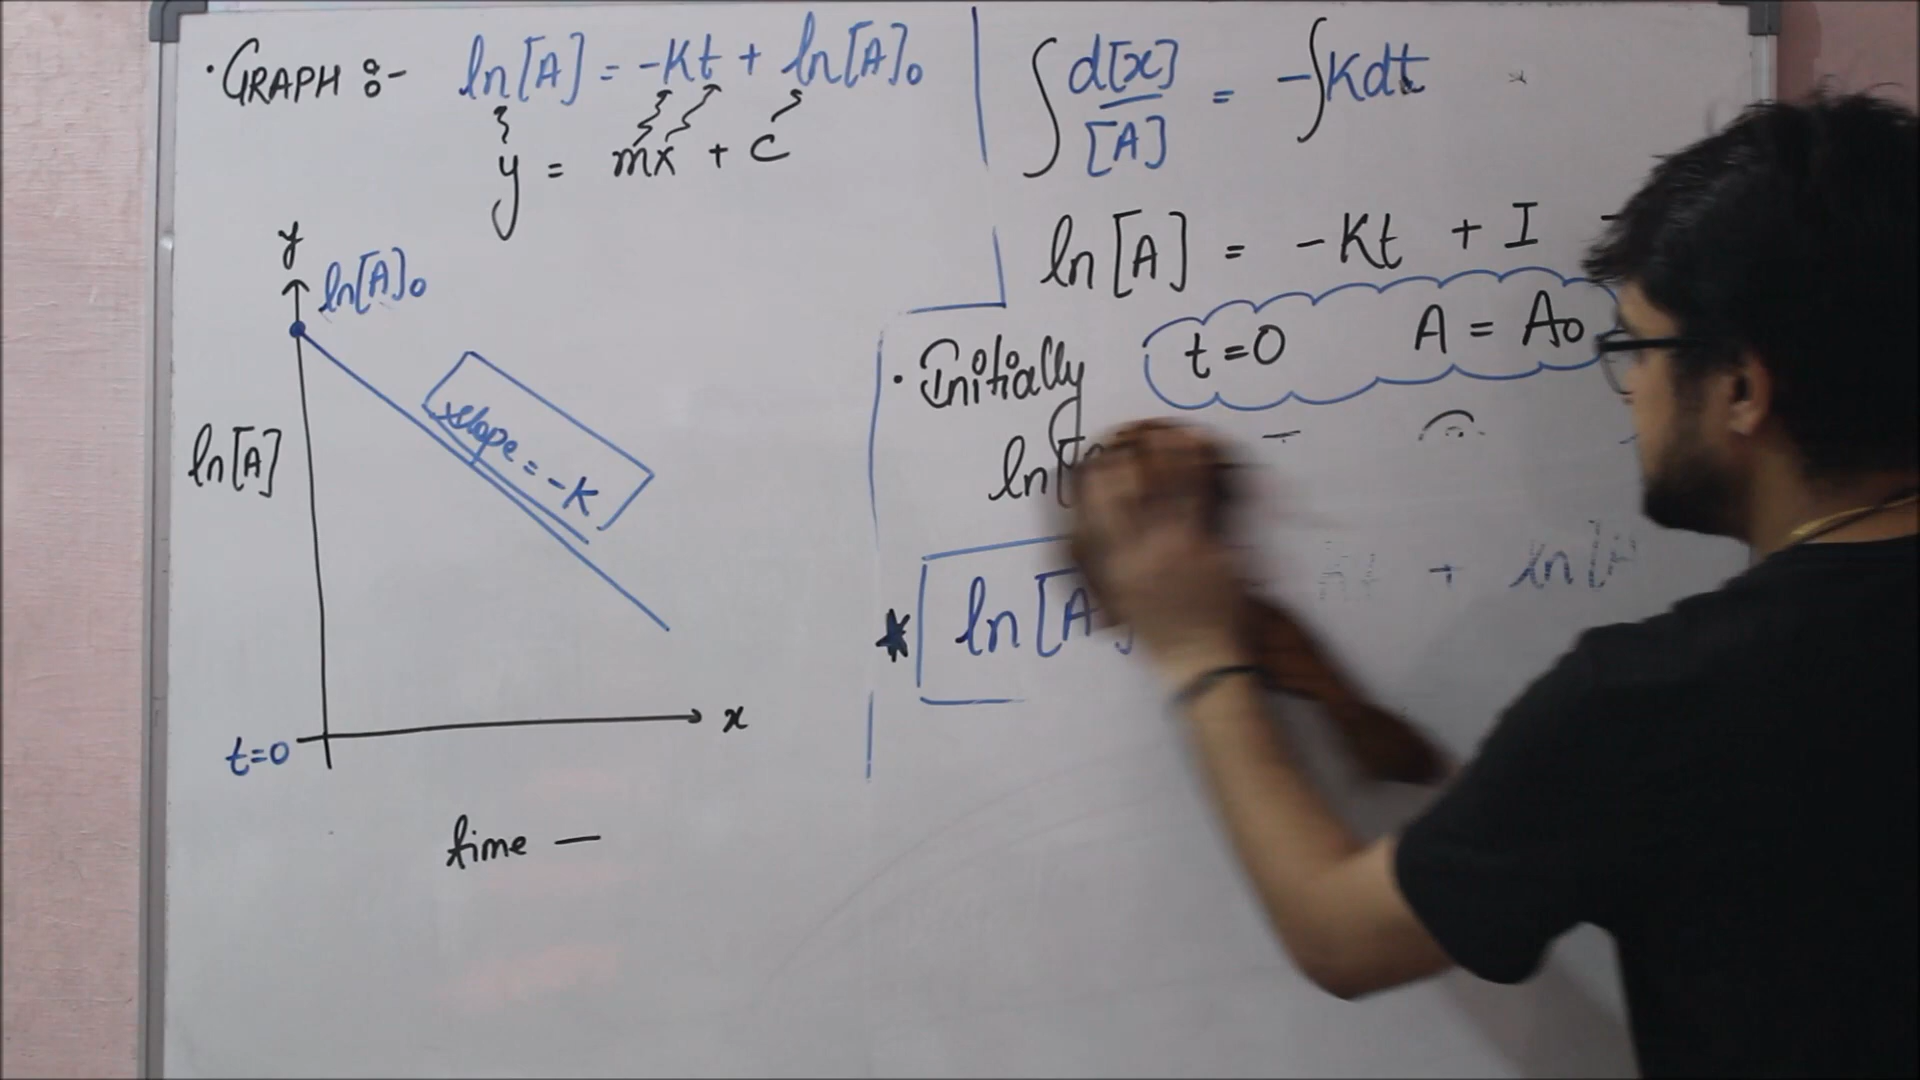 · GRAPH :- ln[A] = -Kt + ln[A]₀
y = mx + c
y
ln[A]₀
slope = -K
ln[A]
x
t=0
time —
∫ d[x]/[A] = -∫Kdt
ln[A] = -Kt + I
· Initially t=0 A = A₀
ln[
* ln[A] + ln[